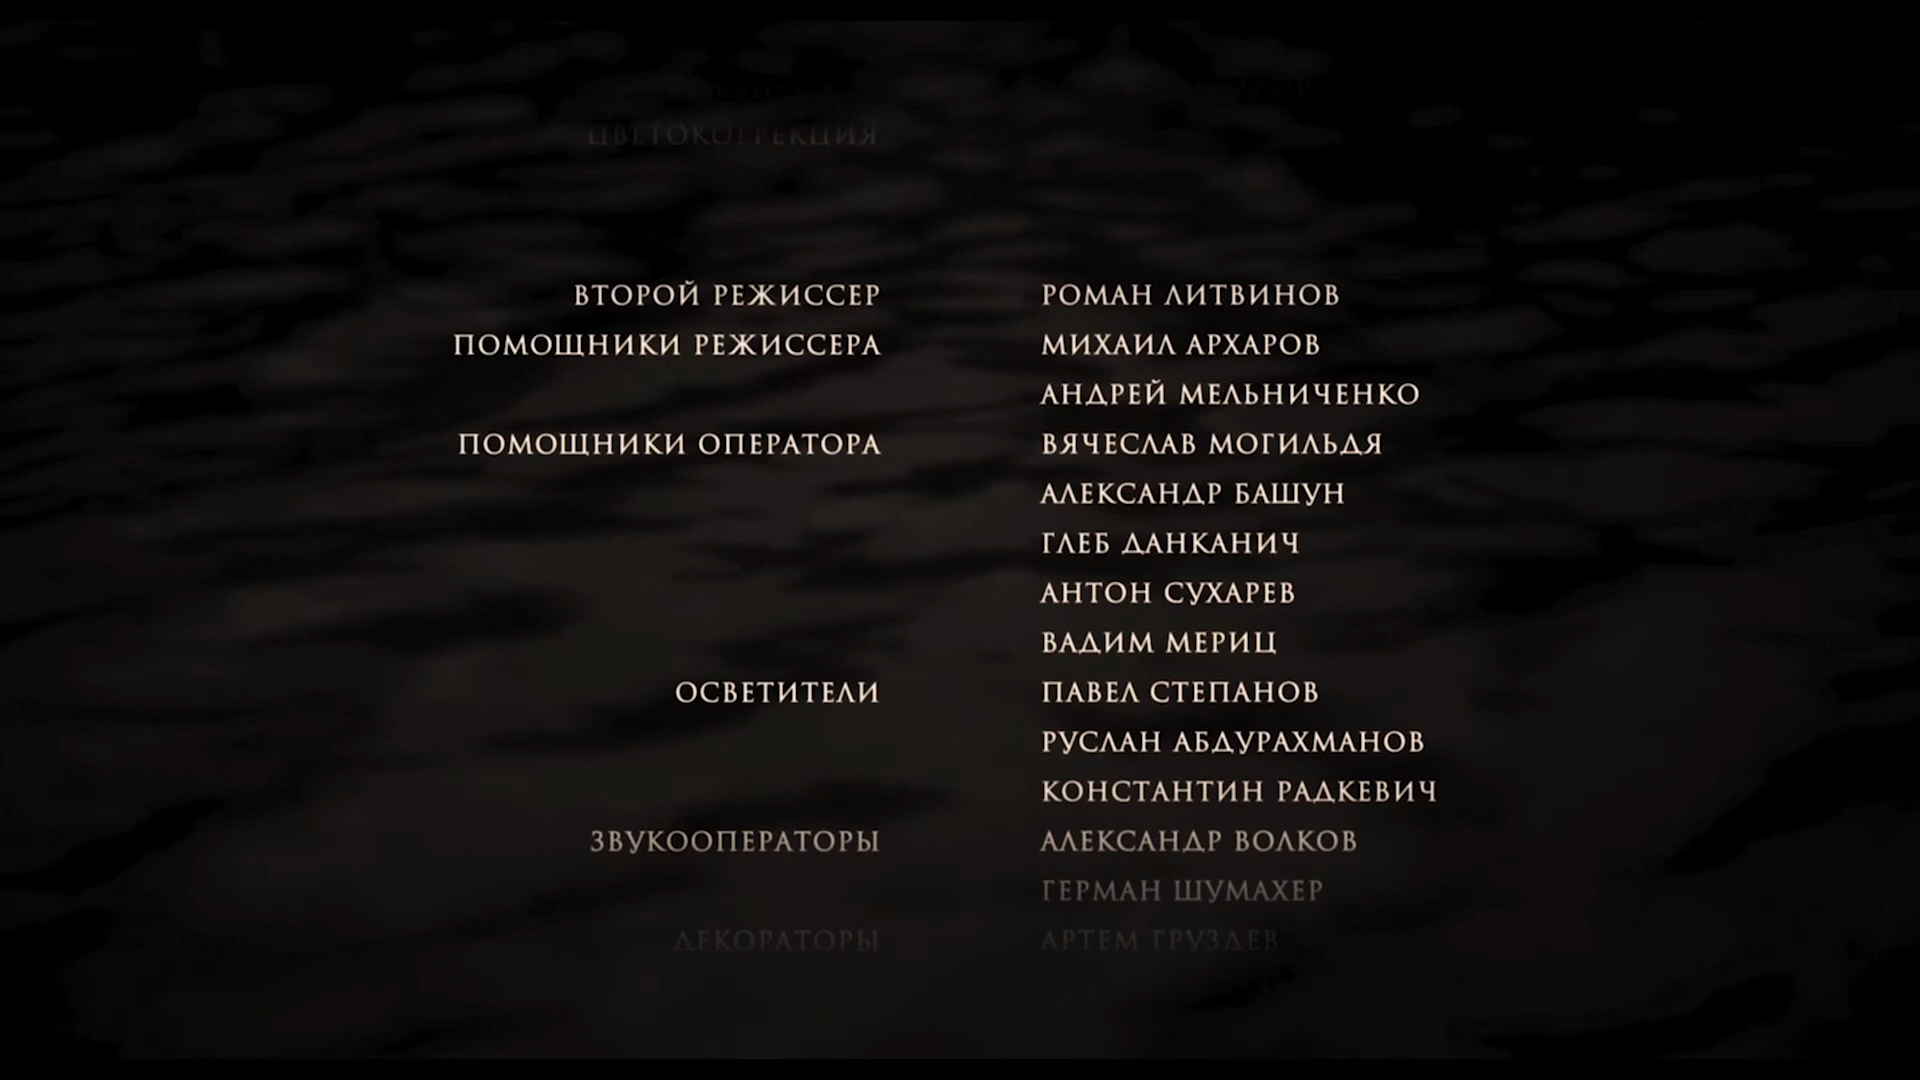 ЦВЕТОКОРРЕКЦИЯ
ВТОРОЙ РЕЖИССЕР РОМАН ЛИТВИНОВ
ПОМОЩНИКИ РЕЖИССЕРА МИХАИЛ АРХАРОВ
АНДРЕЙ МЕЛЬНИЧЕНКО
ПОМОЩНИКИ ОПЕРАТОРА ВЯЧЕСЛАВ МОГИЛЬДЯ
АЛЕКСАНДР БАШУН
ГЛЕБ ДАНКАНИЧ
АНТОН СУХАРЕВ
ВАДИМ МЕРИЦ
ОСВЕТИТЕЛИ ПАВЕЛ СТЕПАНОВ
РУСЛАН АБДУРАХМАНОВ
КОНСТАНТИН РАДКЕВИЧ
ЗВУКООПЕРАТОРЫ АЛЕКСАНДР ВОЛКОВ
ГЕРМАН ШУМАХЕР
ДЕКОРАТОРЫ АРТЕМ ГРУЗДЕВ